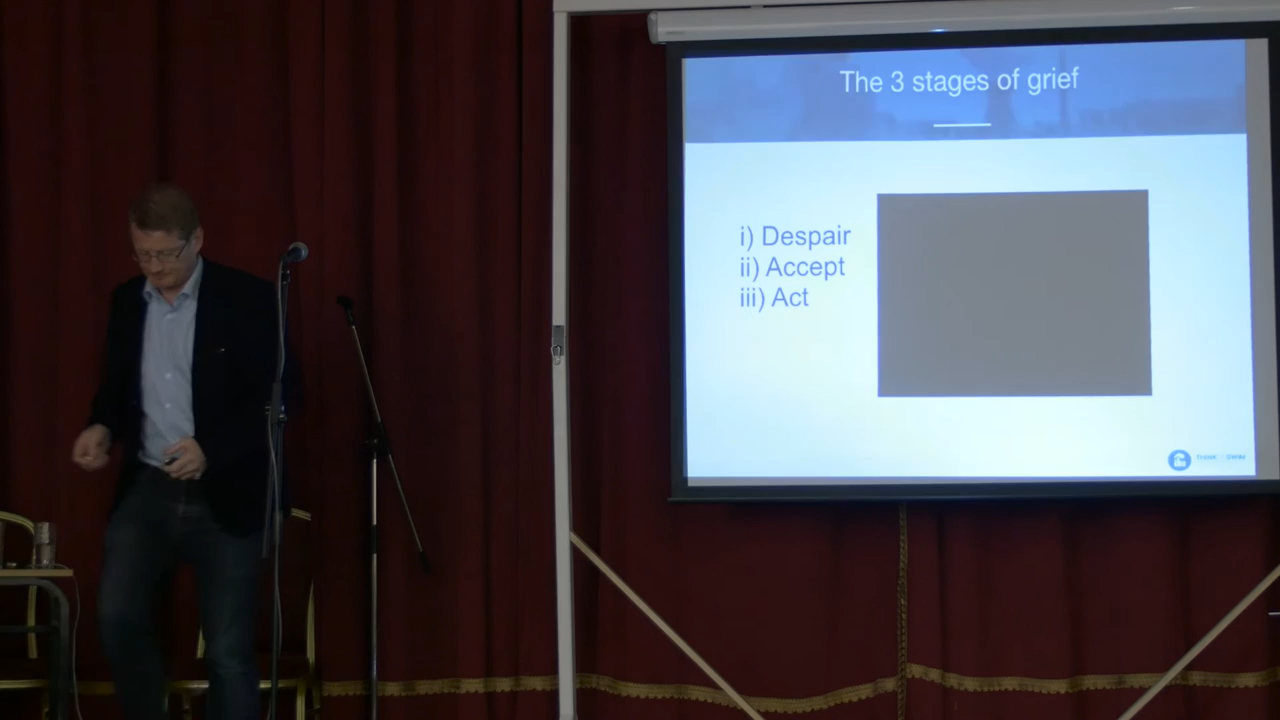 The 3 stages of grief
i) Despair
ii) Accept
iii) Act